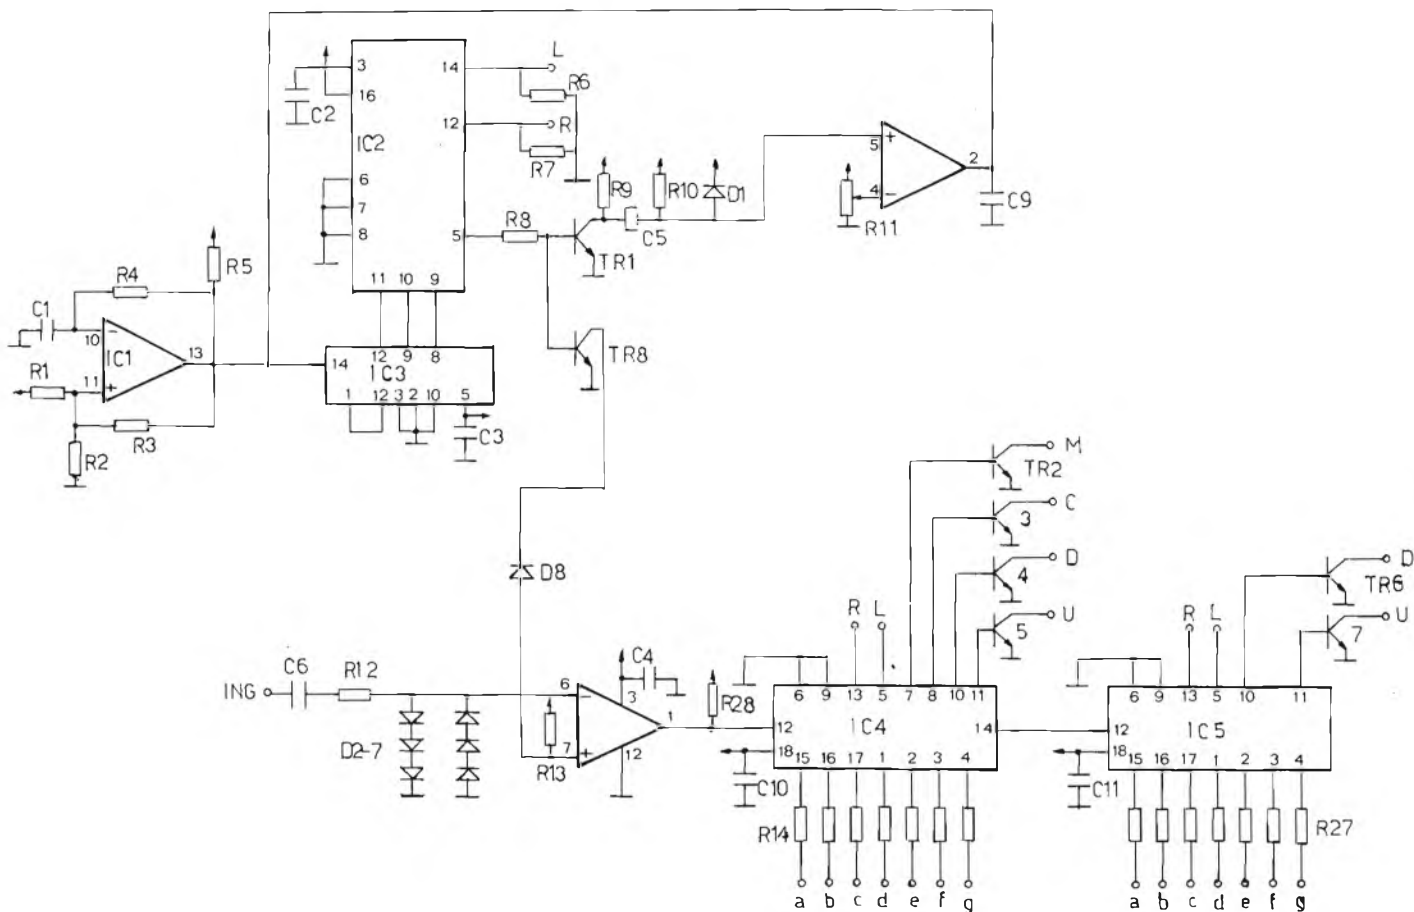 L
3
14
R6
16
C2
12
R
IC2
R7
6
7
8
R9
R10
D1
5
R8
C5
TR1
+
5
4
−
2
R11
C9
11
10
9
R5
R4
C1
10
−
IC1
13
R1
11
+
R3
R2
14
12
9
8
IC3
1
12
3
2
10
5
C3
TR8
M
TR2
C
3
D
4
U
5
D
TR6
U
7
D8
R
L
R
L
ING
C6
R12
D2-7
6
−
C4
3
1
7
+
12
R13
R28
6
9
13
5
7
8
10
11
12
IC4
14
18
15
16
17
1
2
3
4
C10
R14
a
b
c
d
e
f
g
6
9
13
5
10
11
12
IC5
18
15
16
17
1
2
3
4
C11
R27
a
b
c
d
e
f
g